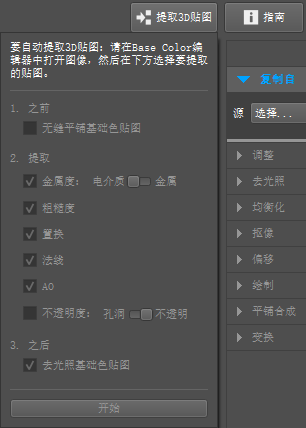 提取3D贴图
指南
要自动提取3D贴图: 请在Base Color编
辑器中打开图像, 然后在下方选择要提取
的贴图。
1. 之前
无缝平铺基础色贴图
2. 提取
金属度: 电介质 金属
粗糙度
置换
法线
AO
不透明度: 孔洞 不透明
3. 之后
去光照基础色贴图
开始
复制自
源 选择...
调整
去光照
均衡化
抠像
偏移
绘制
平铺合成
变换